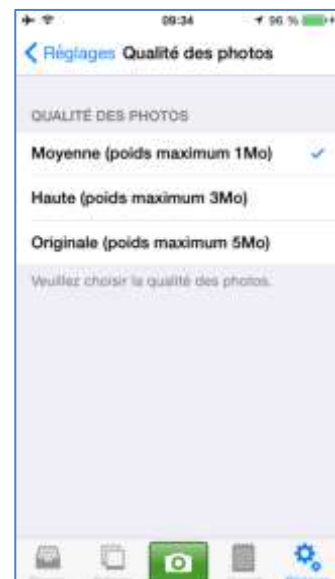 09:34 96 %
Réglages Qualité des photos
QUALITÉ DES PHOTOS
Moyenne (poids maximum 1Mo)
Haute (poids maximum 3Mo)
Originale (poids maximum 5Mo)
Veuillez choisir la qualité des photos.